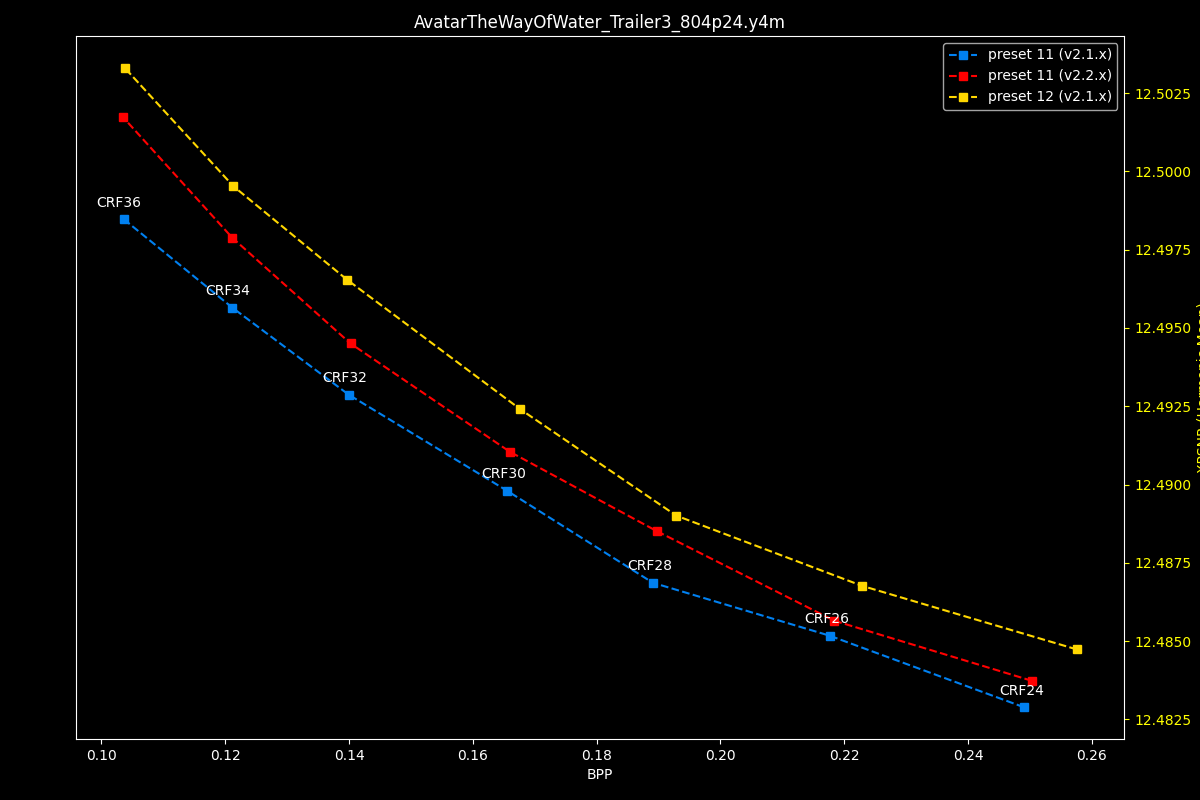 AvatarTheWayOfWater_Trailer3_804p24.y4m
preset 11 (v2.1.x)
preset 11 (v2.2.x)
preset 12 (v2.1.x)
12.5025
12.5000
12.4975
12.4950
12.4925
12.4900
12.4875
12.4850
12.4825
CRF36
CRF34
CRF32
CRF30
CRF28
CRF26
CRF24
0.10 0.12 0.14 0.16 0.18 0.20 0.22 0.24 0.26
BPP